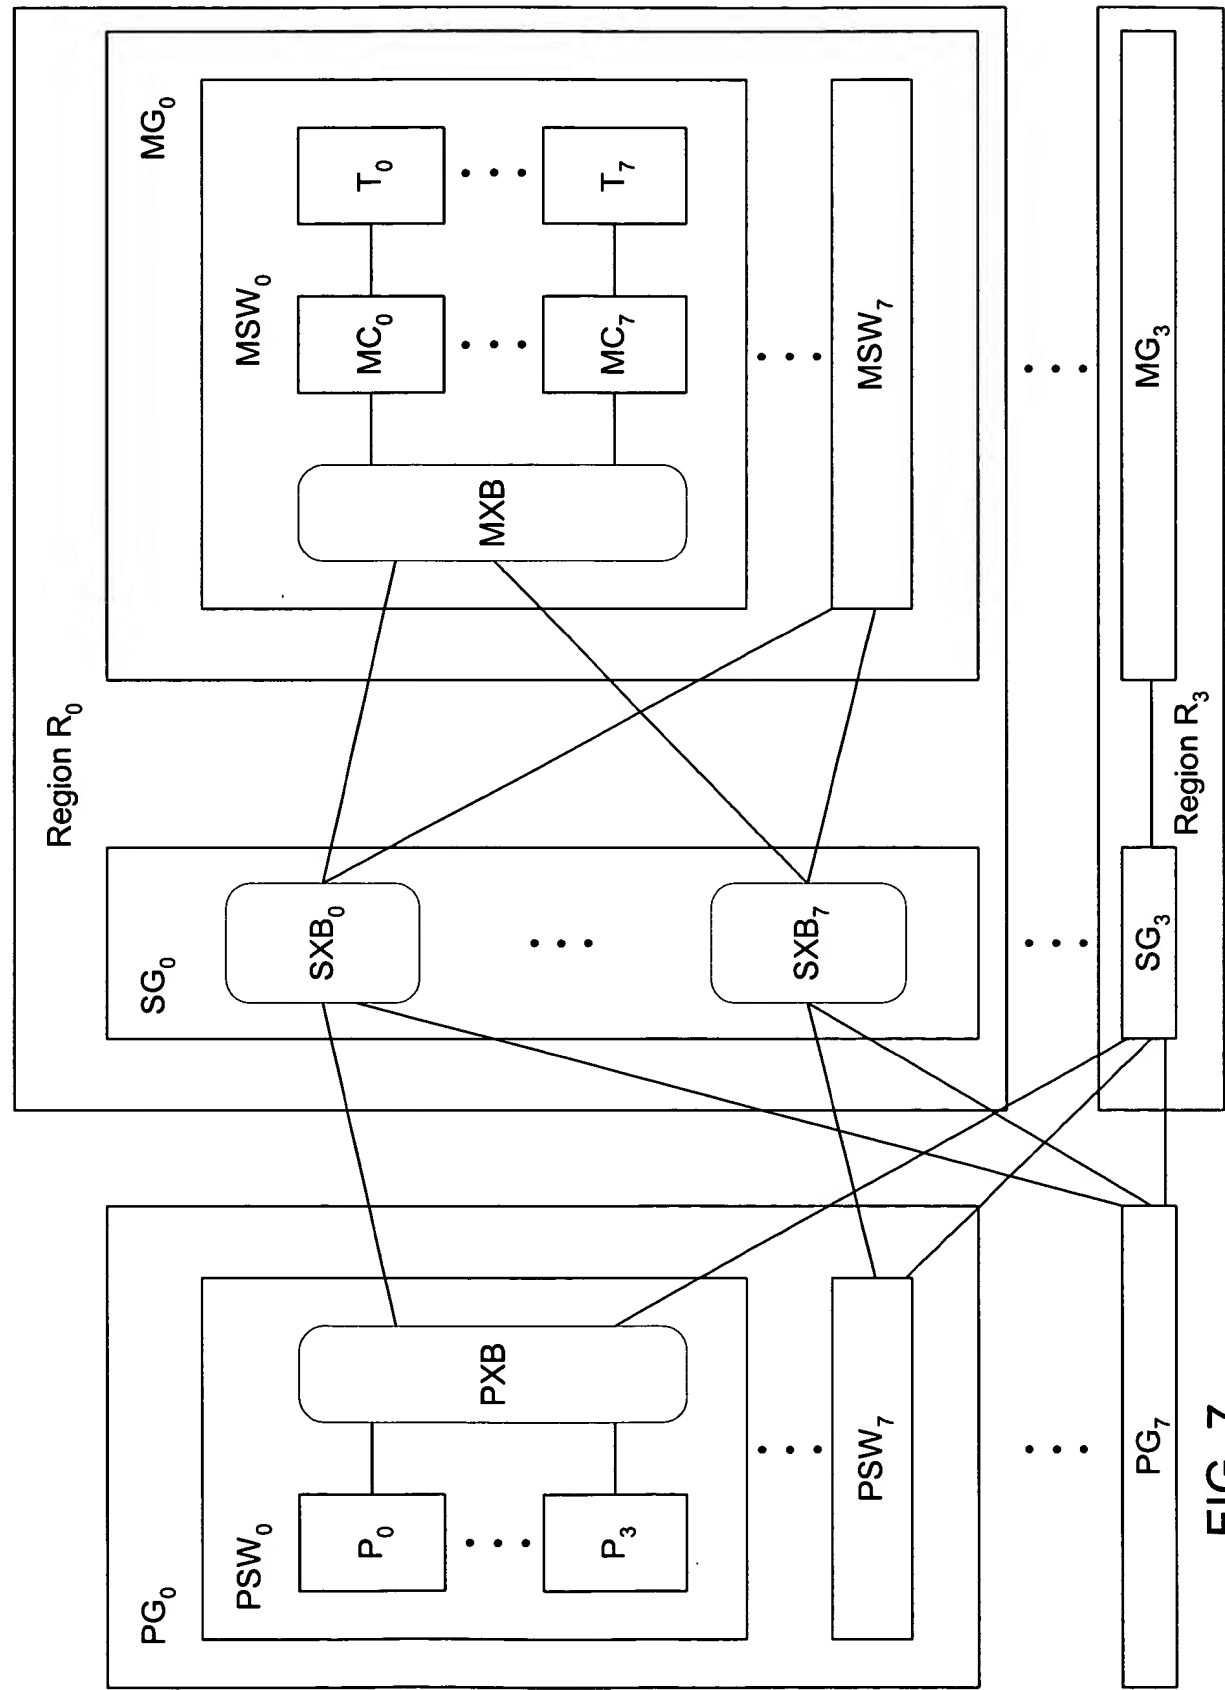 PG₀
PSW₀
P₀
P₃
PXB
PSW₇
PG₇
Region R₀
SG₀
SXB₀
SXB₇
MG₀
MSW₀
MXB
MC₀
T₀
MC₇
T₇
MSW₇
SG₃
Region R₃
MG₃
FIG. 7